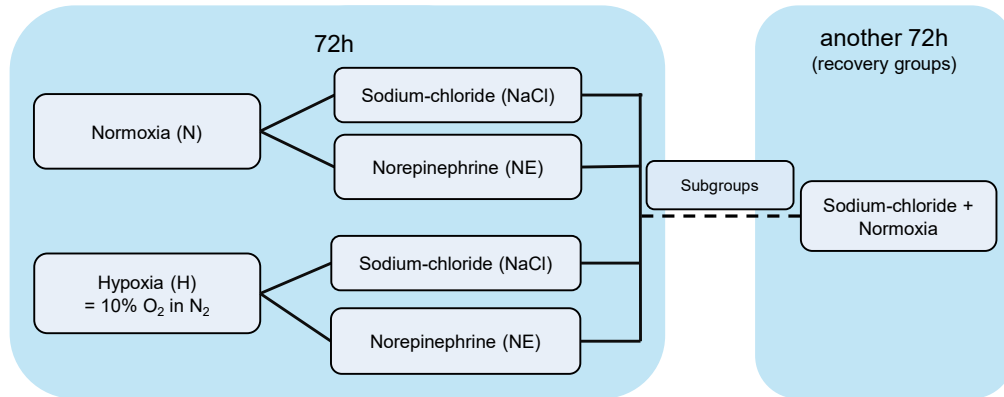 72h
another 72h
(recovery groups)
Normoxia (N)
Sodium-chloride (NaCl)
Norepinephrine (NE)
Subgroups
Sodium-chloride +
Normoxia
Hypoxia (H)
= 10% O₂ in N₂
Sodium-chloride (NaCl)
Norepinephrine (NE)